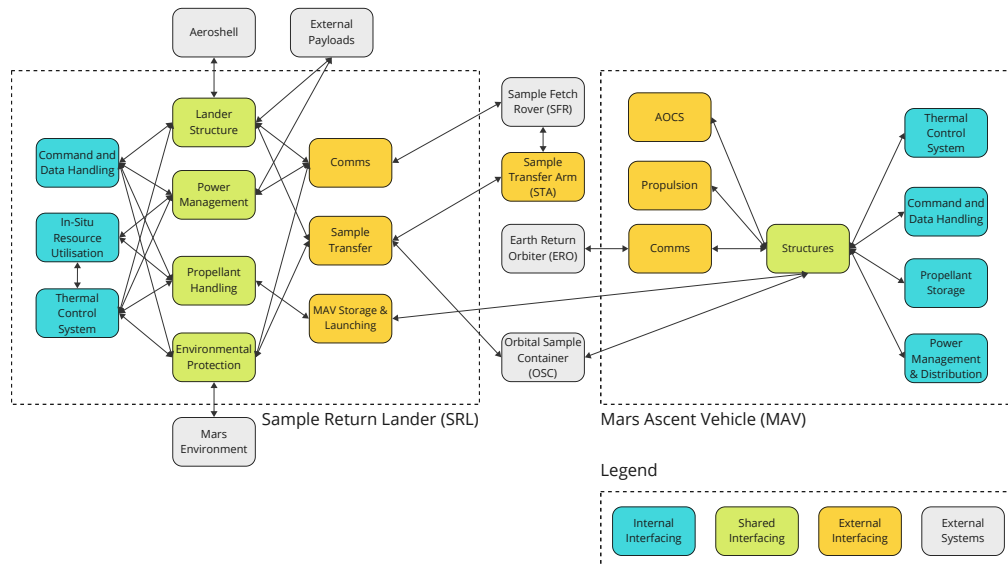 Aeroshell
External
Payloads
Lander
Structure
Command and
Data Handling
Power
Management
In-Situ
Resource
Utilisation
Propellant
Handling
Thermal
Control
System
Environmental
Protection
Comms
Sample
Transfer
MAV Storage &
Launching
Mars
Environment
Sample Return Lander (SRL)
Sample Fetch
Rover (SFR)
Sample
Transfer Arm
(STA)
Earth Return
Orbiter (ERO)
Orbital Sample
Container
(OSC)
AOCS
Propulsion
Comms
Structures
Thermal
Control
System
Command and
Data Handling
Propellant
Storage
Power
Management
& Distribution
Mars Ascent Vehicle (MAV)
Legend
Internal
Interfacing
Shared
Interfacing
External
Interfacing
External
Systems